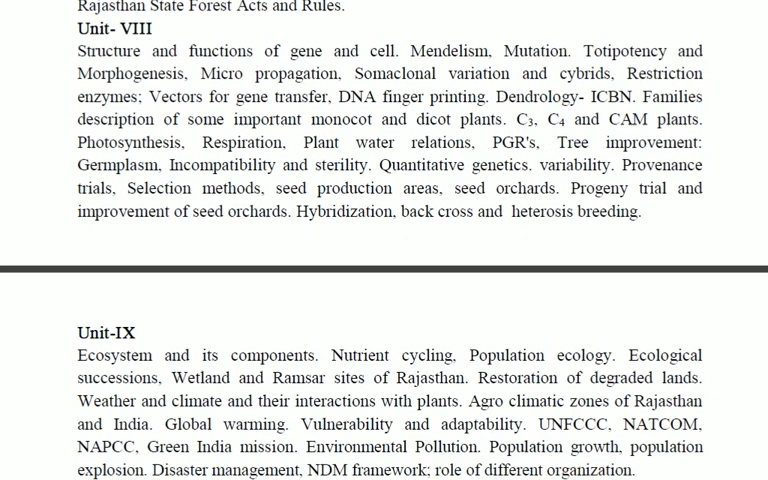 Rajasthan State Forest Acts and Rules.
Unit- VIII
Structure and functions of gene and cell. Mendelism, Mutation. Totipotency and
Morphogenesis, Micro propagation, Somaclonal variation and cybrids, Restriction
enzymes; Vectors for gene transfer, DNA finger printing. Dendrology- ICBN. Families
description of some important monocot and dicot plants. C₃, C₄ and CAM plants.
Photosynthesis, Respiration, Plant water relations, PGR's, Tree improvement:
Germplasm, Incompatibility and sterility. Quantitative genetics. variability. Provenance
trials, Selection methods, seed production areas, seed orchards. Progeny trial and
improvement of seed orchards. Hybridization, back cross and heterosis breeding.
Unit-IX
Ecosystem and its components. Nutrient cycling, Population ecology. Ecological
successions, Wetland and Ramsar sites of Rajasthan. Restoration of degraded lands.
Weather and climate and their interactions with plants. Agro climatic zones of Rajasthan
and India. Global warming. Vulnerability and adaptability. UNFCCC, NATCOM,
NAPCC, Green India mission. Environmental Pollution. Population growth, population
explosion. Disaster management, NDM framework; role of different organization.